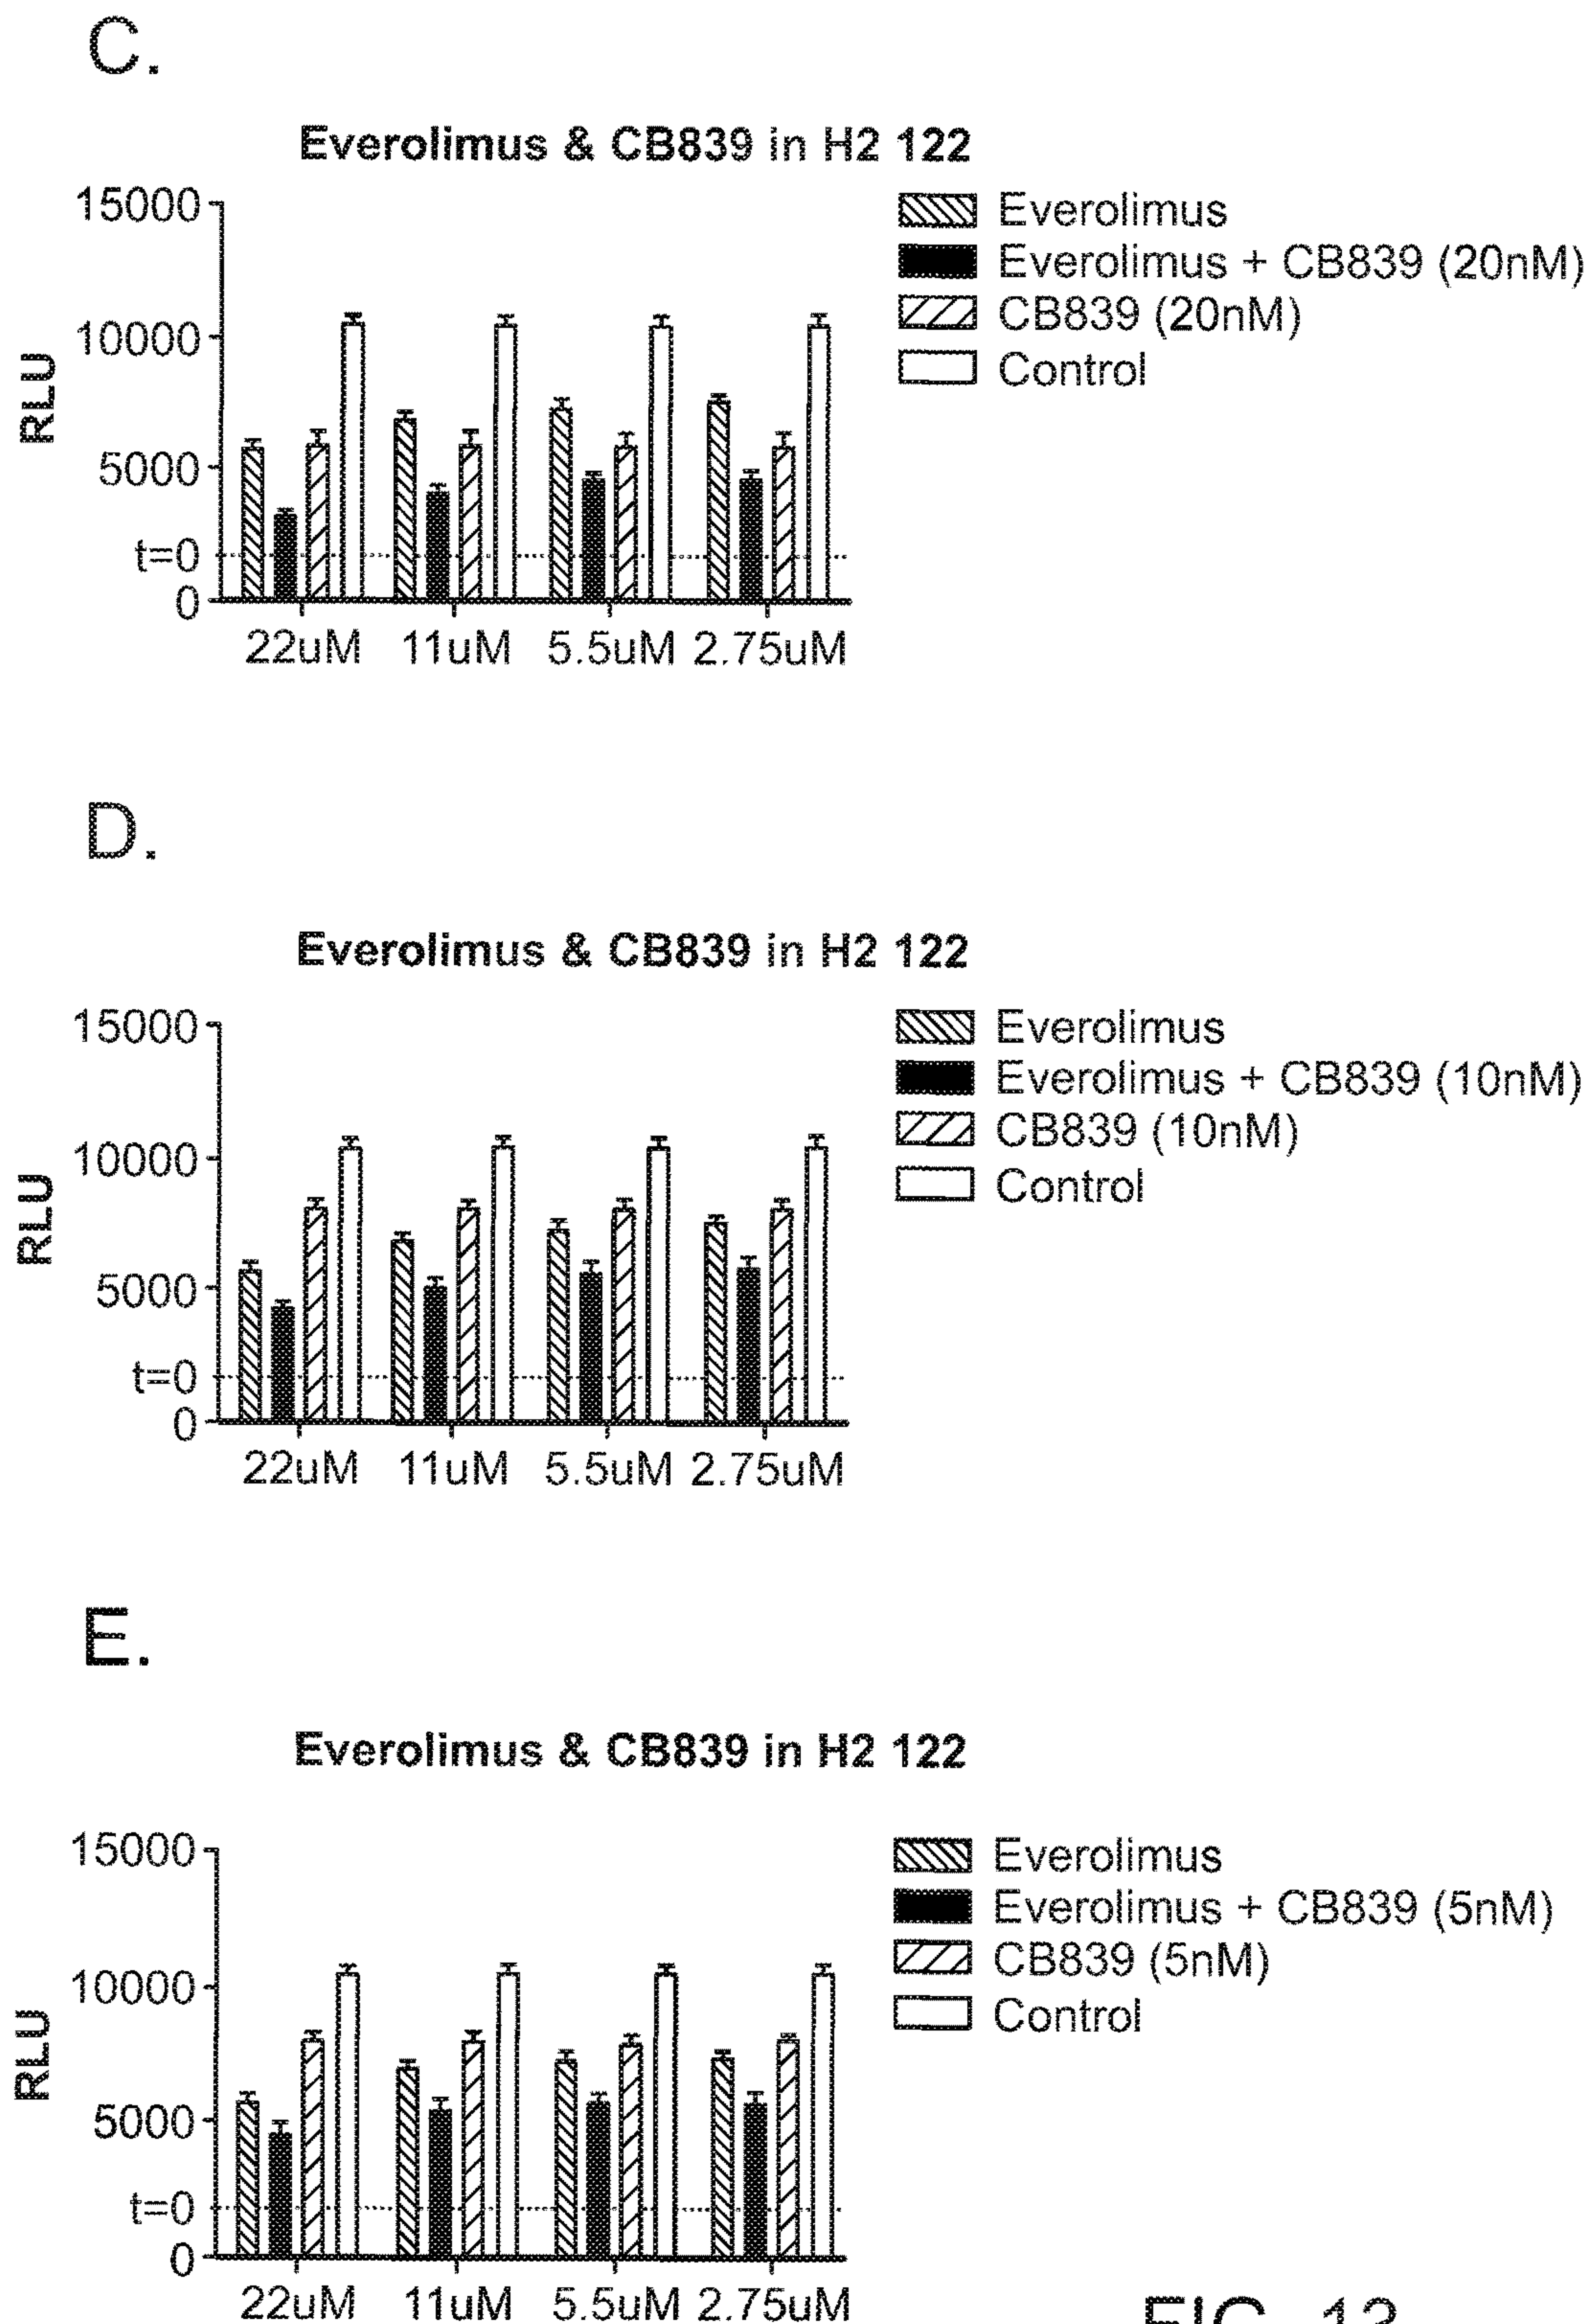 C.
Everolimus & CB839 in H2 122
15000
10000
5000
t=0
0
RLU
22uM 11uM 5.5uM 2.75uM
Everolimus
Everolimus + CB839 (20nM)
CB839 (20nM)
Control
D.
Everolimus & CB839 in H2 122
15000
10000
5000
t=0
0
RLU
22uM 11uM 5.5uM 2.75uM
Everolimus
Everolimus + CB839 (10nM)
CB839 (10nM)
Control
E.
Everolimus & CB839 in H2 122
15000
10000
5000
t=0
0
RLU
22uM 11uM 5.5uM 2.75uM
Everolimus
Everolimus + CB839 (5nM)
CB839 (5nM)
Control
FIG. 13